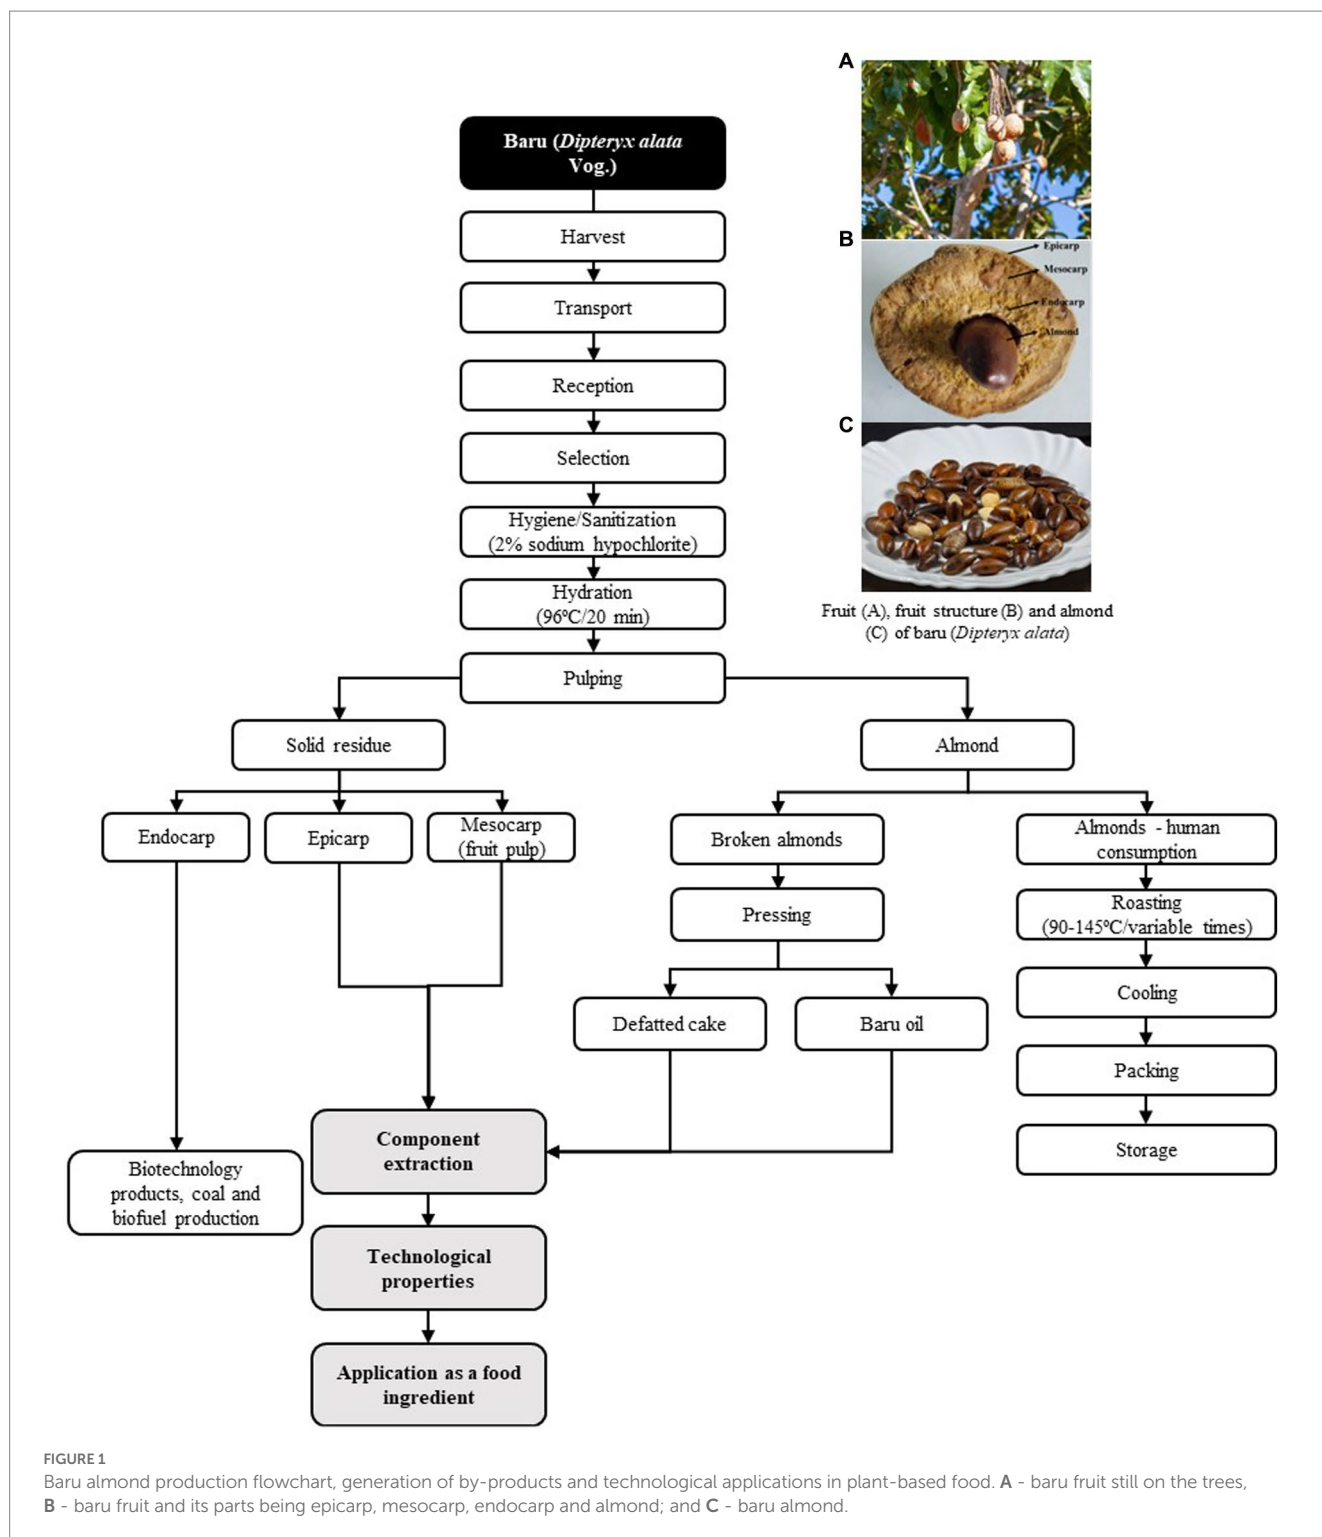 A
Baru (Dipteryx alata
Vog.)
Harvest
Transport
Reception
Selection
Hygiene/Sanitization
(2% sodium hypochlorite)
Hydration
(96ºC/20 min)
Pulping
B
Epicarp
Mesocarp
Endocarp
Almond
C
Fruit (A), fruit structure (B) and almond
(C) of baru (Dipteryx alata)
Solid residue
Almond
Endocarp
Epicarp
Mesocarp
(fruit pulp)
Broken almonds
Almonds - human
consumption
Pressing
Roasting
(90-145ºC/variable times)
Defatted cake
Baru oil
Cooling
Packing
Storage
Component
extraction
Biotechnology
products, coal and
biofuel production
Technological
properties
Application as a food
ingredient
FIGURE 1
Baru almond production flowchart, generation of by-products and technological applications in plant-based food. A - baru fruit still on the trees,
B - baru fruit and its parts being epicarp, mesocarp, endocarp and almond; and C - baru almond.